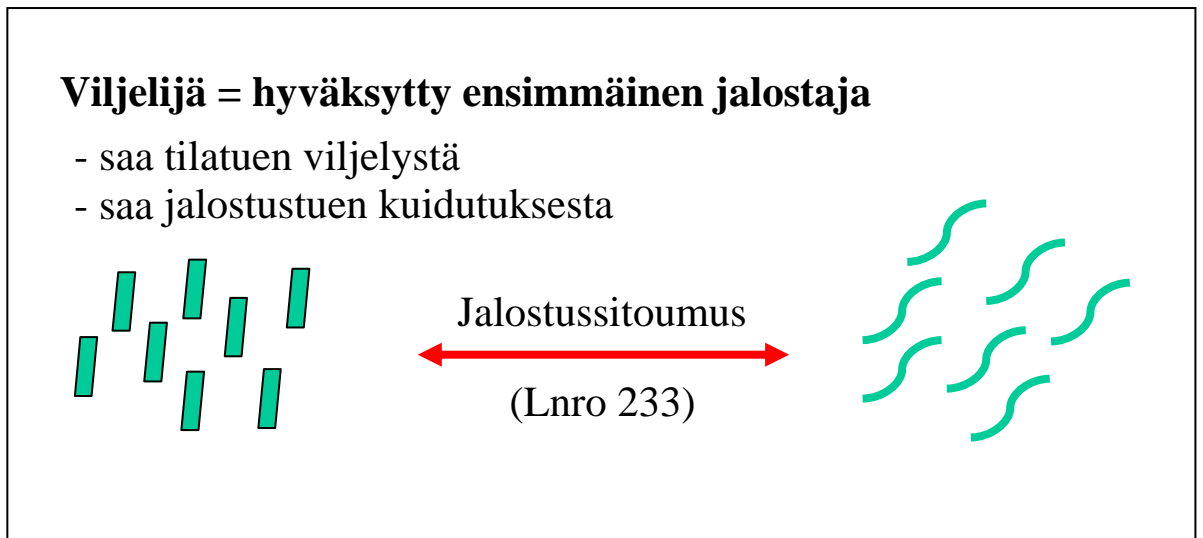 Viljelijä = hyväksytty ensimmäinen jalostaja
- saa tilatuen viljelystä
- saa jalostustuen kuidutuksesta
Jalostussitoumus
(Lnro 233)